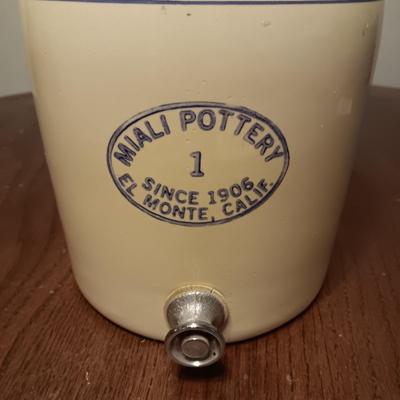 MIALI POTTERY
1
SINCE 1906
EL MONTE, CALIF.